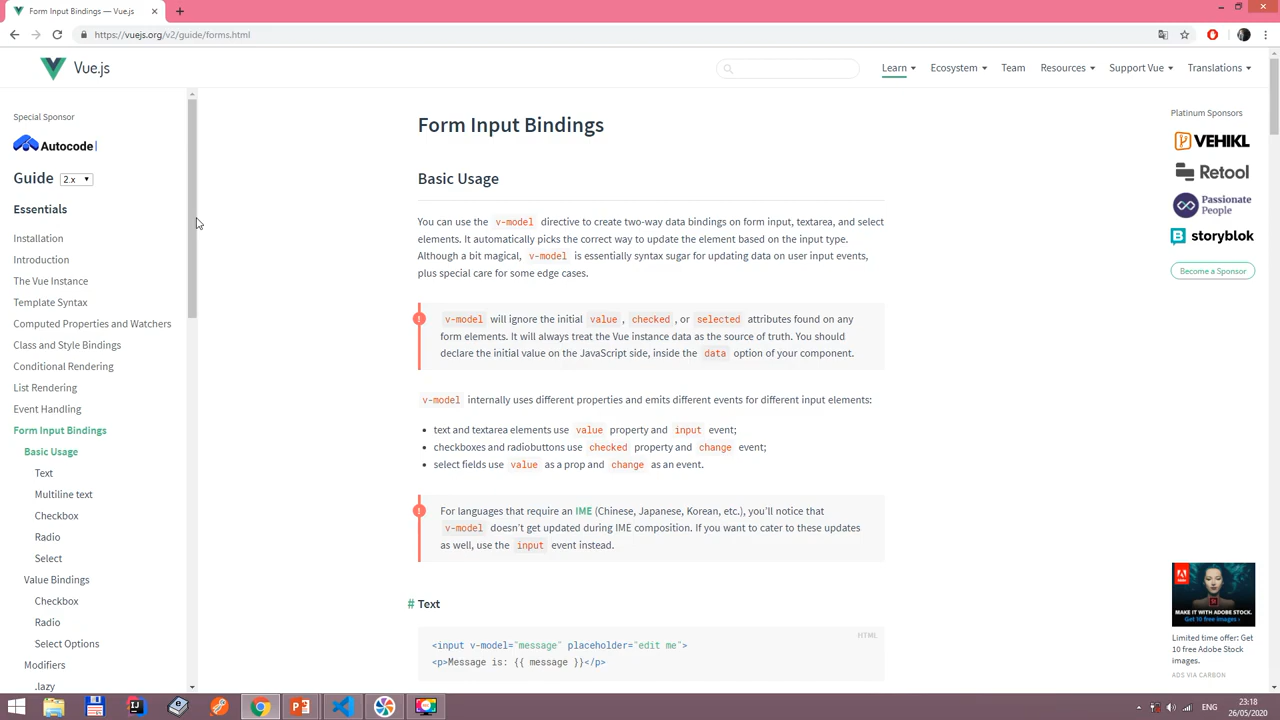 Form Input Bindings — Vue.js
https://vuejs.org/v2/guide/forms.html
Vue.js
Learn
Ecosystem
Team
Resources
Support Vue
Translations
Special Sponsor
Autocode
Guide 2.x
Essentials
Installation
Introduction
The Vue Instance
Template Syntax
Computed Properties and Watchers
Class and Style Bindings
Conditional Rendering
List Rendering
Event Handling
Form Input Bindings
Basic Usage
Text
Multiline text
Checkbox
Radio
Select
Value Bindings
Checkbox
Radio
Select Options
Modifiers
.lazy
Form Input Bindings
Basic Usage
You can use the v-model directive to create two-way data bindings on form input, textarea, and select
elements. It automatically picks the correct way to update the element based on the input type.
Although a bit magical, v-model is essentially syntax sugar for updating data on user input events,
plus special care for some edge cases.
! v-model will ignore the initial value, checked, or selected attributes found on any
form elements. It will always treat the Vue instance data as the source of truth. You should
declare the initial value on the JavaScript side, inside the data option of your component.
v-model internally uses different properties and emits different events for different input elements:
• text and textarea elements use value property and input event;
• checkboxes and radiobuttons use checked property and change event;
• select fields use value as a prop and change as an event.
! For languages that require an IME (Chinese, Japanese, Korean, etc.), you'll notice that
v-model doesn't get updated during IME composition. If you want to cater to these updates
as well, use the input event instead.
# Text
HTML
<input v-model="message" placeholder="edit me">
<p>Message is: {{ message }}</p>
Platinum Sponsors
VEHIKL
Retool
Passionate
People
storyblok
Become a Sponsor
MAKE IT WITH ADOBE STOCK.
Get 10 free images ›
Limited time offer: Get
10 free Adobe Stock
images.
ADS VIA CARBON
ENG
23:18
26/05/2020